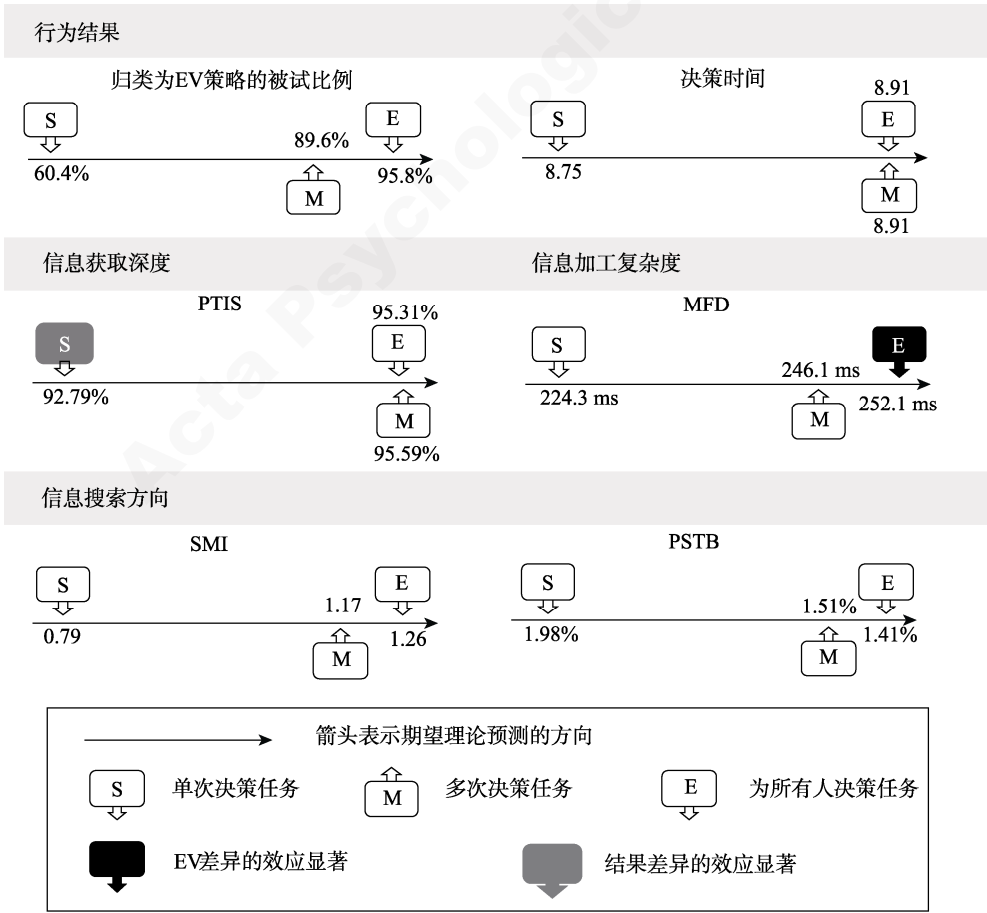 行为结果
归类为EV策略的被试比例
S
E
60.4%
89.6%
95.8%
M
决策时间
8.91
S
E
8.75
M
8.91
信息获取深度
信息加工复杂度
PTIS
95.31%
S
E
92.79%
M
95.59%
MFD
S
E
246.1 ms
224.3 ms
252.1 ms
M
信息搜索方向
SMI
S
E
1.17
0.79
1.26
M
PSTB
S
E
1.51%
1.98%
1.41%
M
箭头表示期望理论预测的方向
S 单次决策任务
M 多次决策任务
E 为所有人决策任务
EV差异的效应显著
结果差异的效应显著
Acta Psychologic